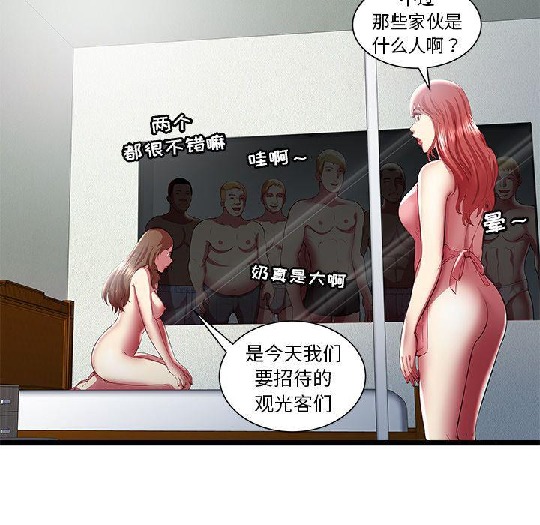 不过
那些家伙是
什么人啊？
两个
都很不错嘛
哇啊～
晕～
奶真是大啊
是今天我们
要招待的
观光客们